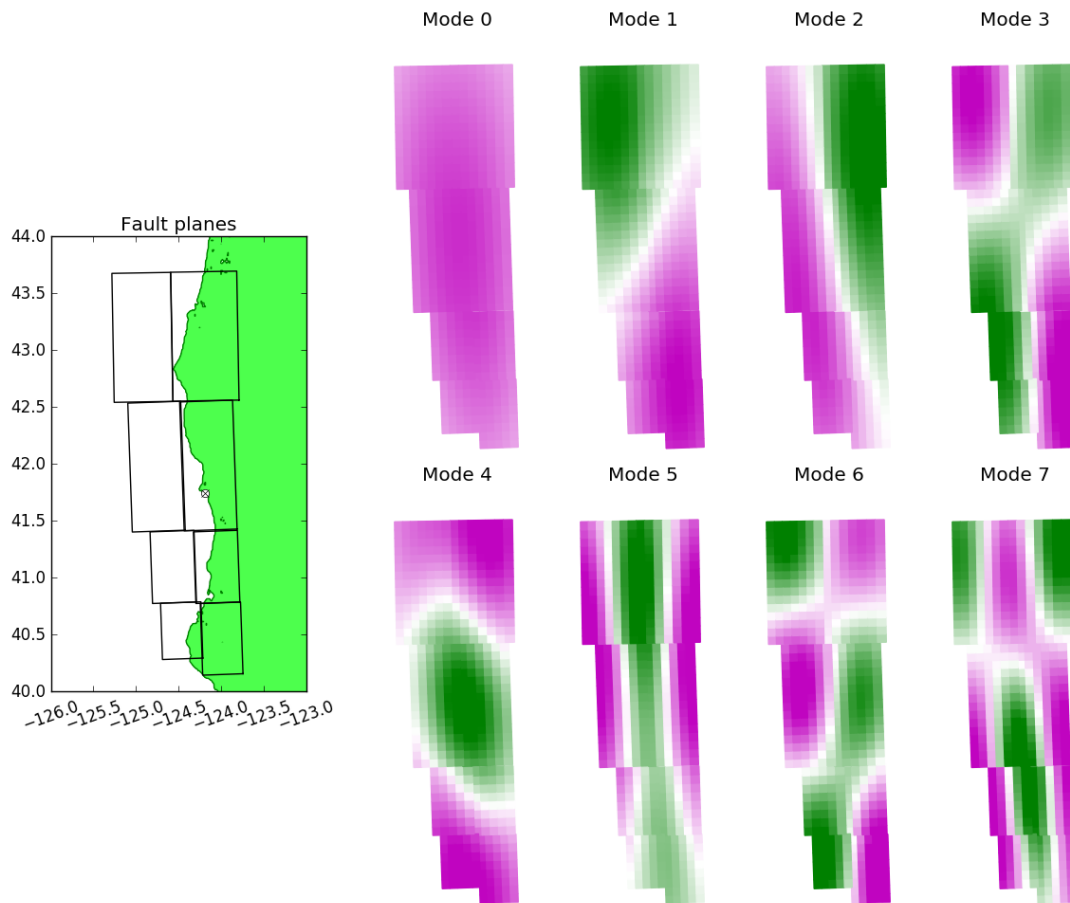 Mode 0
Mode 1
Mode 2
Mode 3
Fault planes
44.0
43.5
43.0
42.5
42.0
41.5
41.0
40.5
40.0
−126.0
−125.5
−125.0
−124.5
−124.0
−123.5
−123.0
Mode 4
Mode 5
Mode 6
Mode 7